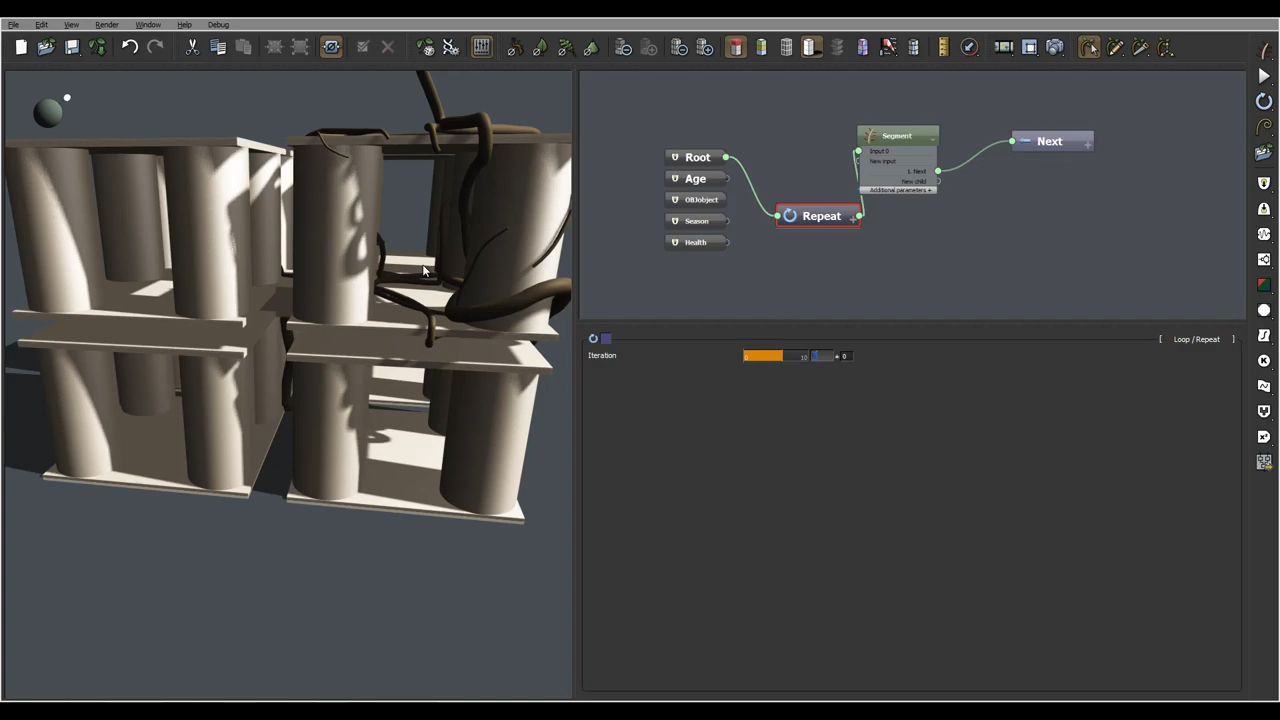 File Edit View Render Window Help Debug
Segment
Input 0
New input
1. Next
New child
Additional parameters +
Next
Root
Age
OBJobject
Season
Health
Repeat
[ Loop / Repeat ]
Iteration 0 10 0